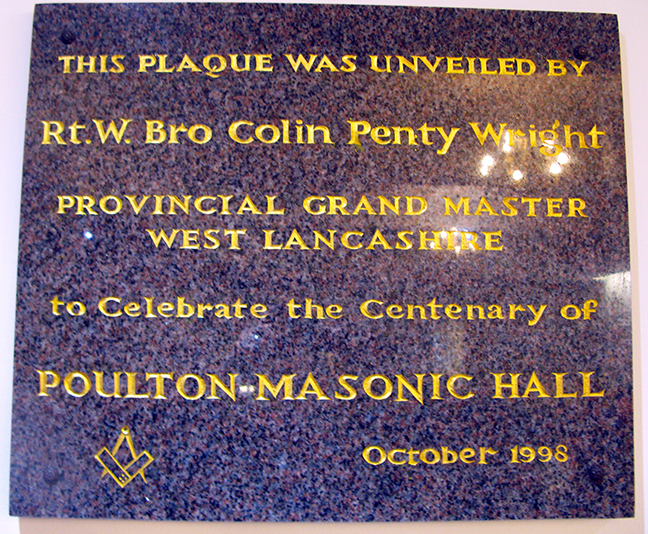 THIS PLAQUE WAS UNVEILED BY
Rt.W. Bro Colin Penty Wright
PROVINCIAL GRAND MASTER
WEST LANCASHIRE
to Celebrate the Centenary of
POULTON-MASONIC HALL
October 1998